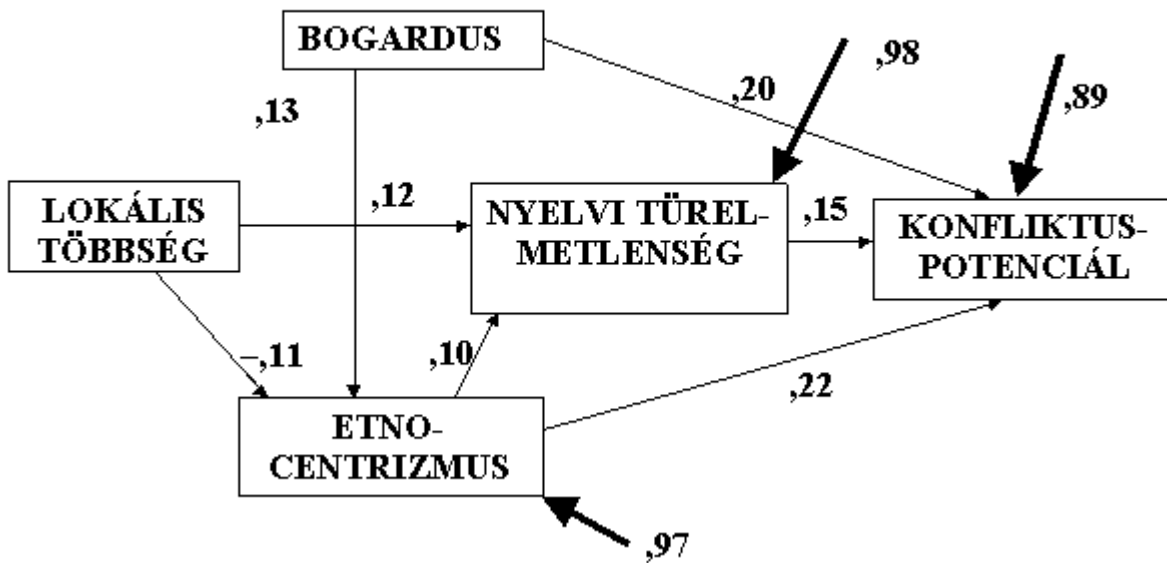 BOGARDUS
,98
,20
,89
,13
LOKÁLIS
TÖBBSÉG
,12
NYELVI TÜREL-
METLENSÉG
,15
KONFLIKTUS-
POTENCIÁL
–,11
,10
,22
ETNO-
CENTRIZMUS
,97